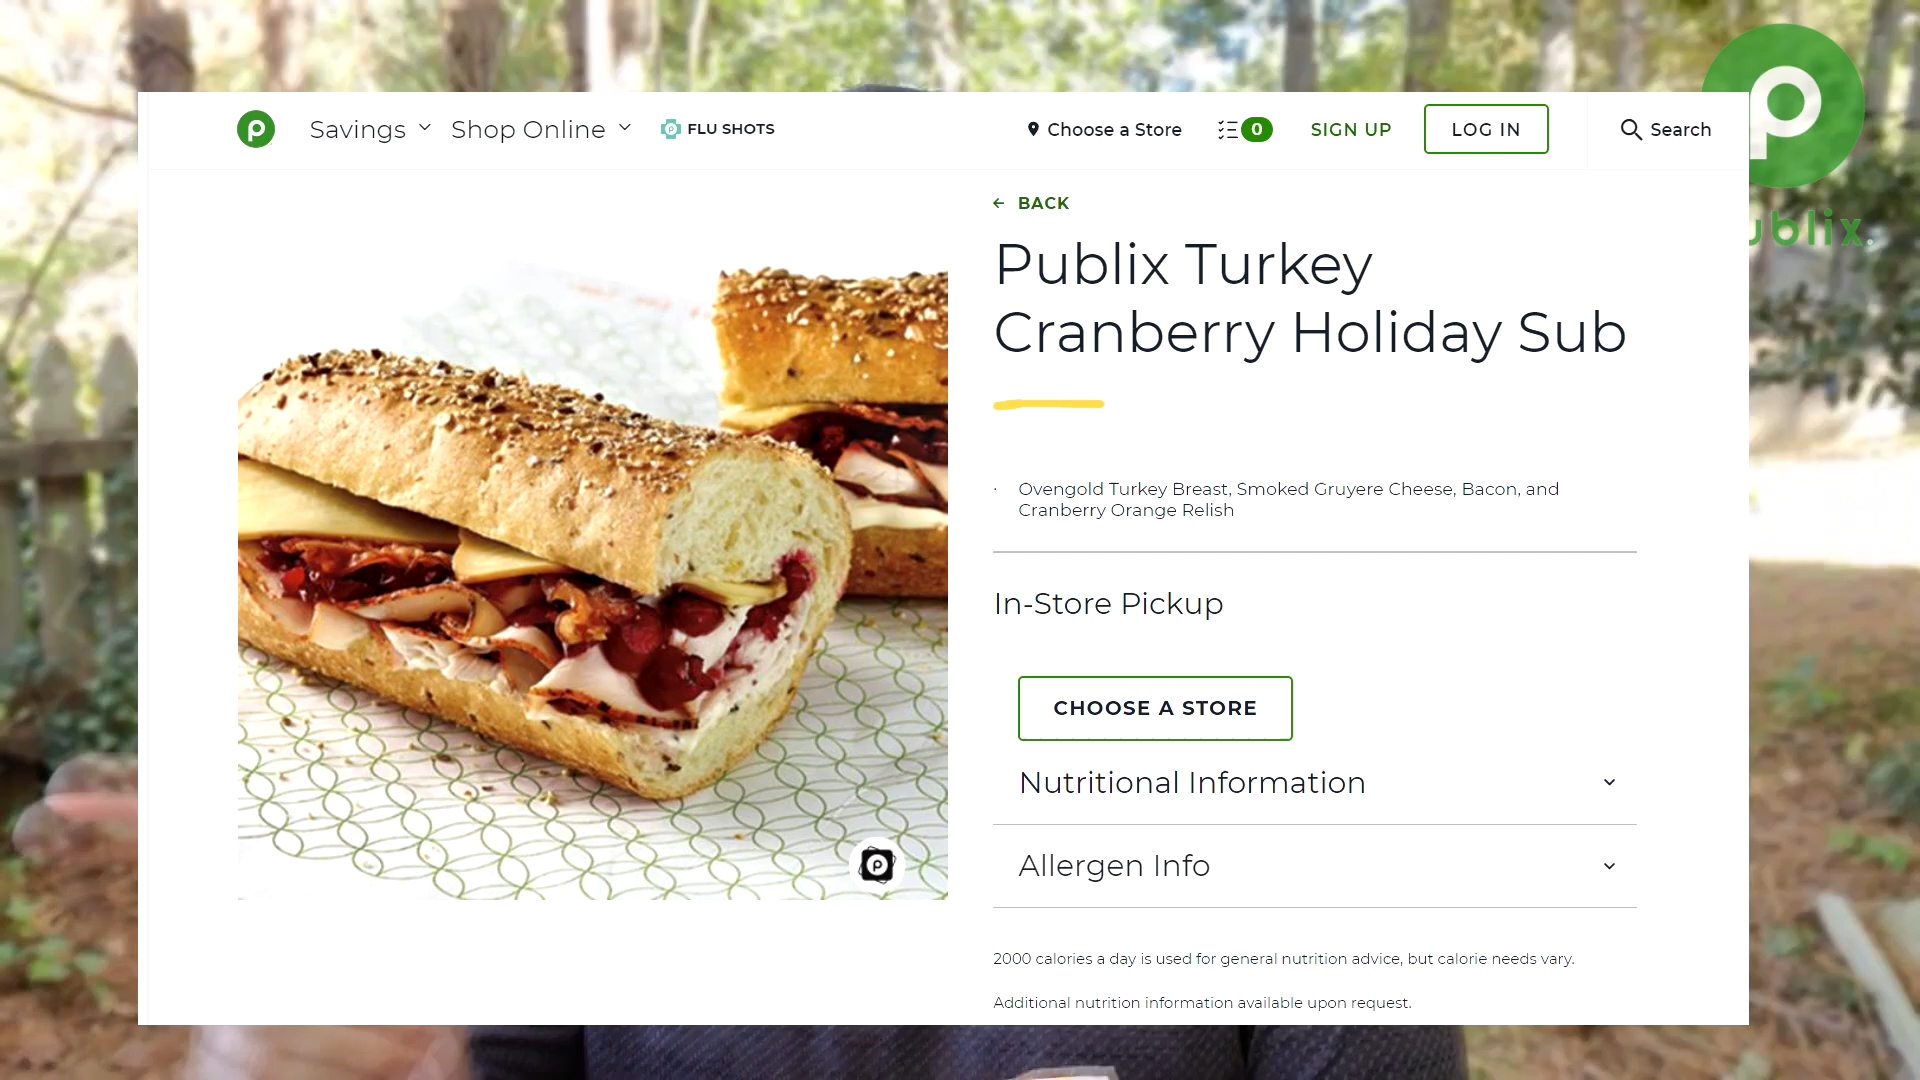 Savings Shop Online FLU SHOTS Choose a Store 0 SIGN UP LOG IN Search
BACK
Publix Turkey
Cranberry Holiday Sub
Ovengold Turkey Breast, Smoked Gruyere Cheese, Bacon, and
Cranberry Orange Relish
In-Store Pickup
CHOOSE A STORE
Nutritional Information
Allergen Info
2000 calories a day is used for general nutrition advice, but calorie needs vary.
Additional nutrition information available upon request.
ublix